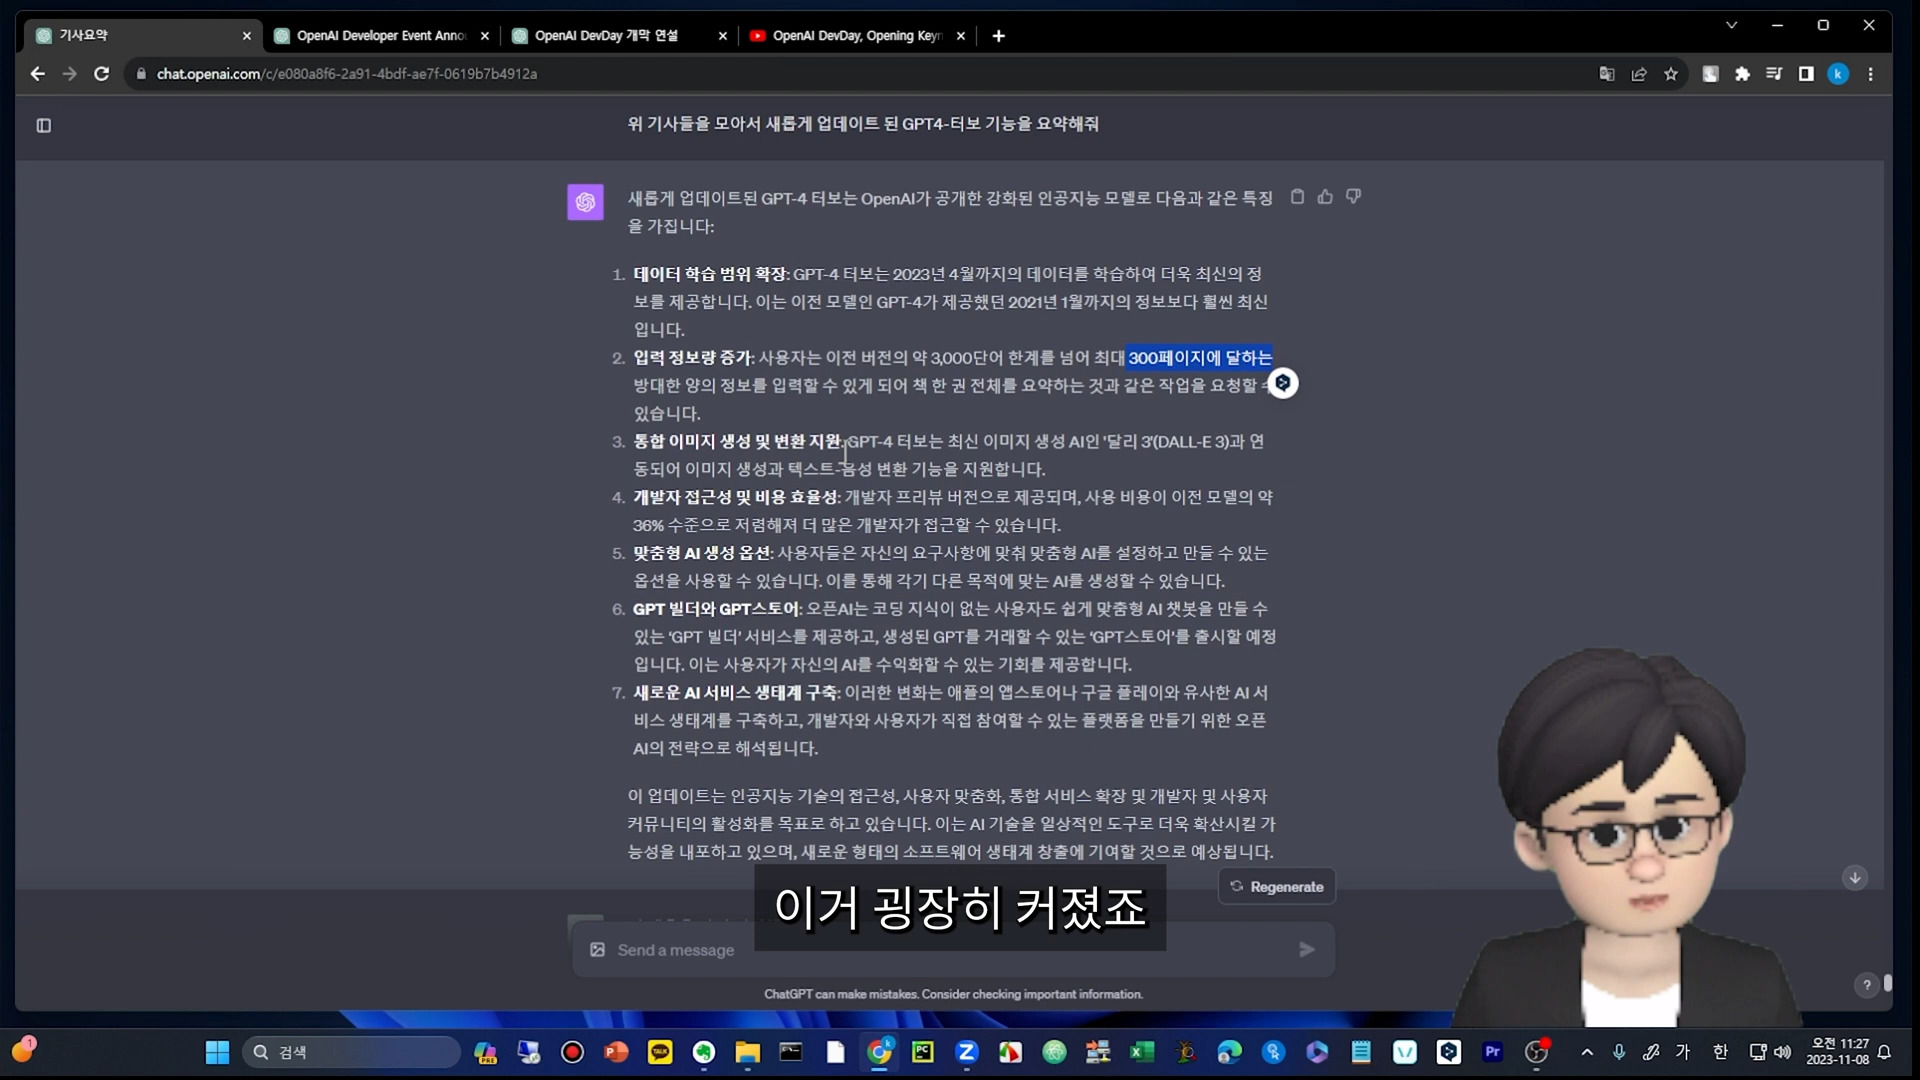 기사요약
OpenAI Developer Event Anno
OpenAI DevDay 개막 연설
OpenAI DevDay, Opening Keyn
chat.openai.com/c/e080a8f6-2a91-4bdf-ae7f-0619b7b4912a
k
위 기사들을 모아서 새롭게 업데이트 된 GPT4-터보 기능을 요약해줘
새롭게 업데이트된 GPT-4 터보는 OpenAI가 공개한 강화된 인공지능 모델로 다음과 같은 특징
을 가집니다:
1. 데이터 학습 범위 확장: GPT-4 터보는 2023년 4월까지의 데이터를 학습하여 더욱 최신의 정
보를 제공합니다. 이는 이전 모델인 GPT-4가 제공했던 2021년 1월까지의 정보보다 훨씬 최신
입니다.
2. 입력 정보량 증가: 사용자는 이전 버전의 약 3,000단어 한계를 넘어 최대 300페이지에 달하는
방대한 양의 정보를 입력할 수 있게 되어 책 한 권 전체를 요약하는 것과 같은 작업을 요청할 수
있습니다.
3. 통합 이미지 생성 및 변환 지원: GPT-4 터보는 최신 이미지 생성 AI인 '달리 3'(DALL-E 3)과 연
동되어 이미지 생성과 텍스트-음성 변환 기능을 지원합니다.
4. 개발자 접근성 및 비용 효율성: 개발자 프리뷰 버전으로 제공되며, 사용 비용이 이전 모델의 약
36% 수준으로 저렴해져 더 많은 개발자가 접근할 수 있습니다.
5. 맞춤형 AI 생성 옵션: 사용자들은 자신의 요구사항에 맞춰 맞춤형 AI를 설정하고 만들 수 있는
옵션을 사용할 수 있습니다. 이를 통해 각기 다른 목적에 맞는 AI를 생성할 수 있습니다.
6. GPT 빌더와 GPT스토어: 오픈AI는 코딩 지식이 없는 사용자도 쉽게 맞춤형 AI 챗봇을 만들 수
있는 ‘GPT 빌더’ 서비스를 제공하고, 생성된 GPT를 거래할 수 있는 ‘GPT스토어’를 출시할 예정
입니다. 이는 사용자가 자신의 AI를 수익화할 수 있는 기회를 제공합니다.
7. 새로운 AI 서비스 생태계 구축: 이러한 변화는 애플의 앱스토어나 구글 플레이와 유사한 AI 서
비스 생태계를 구축하고, 개발자와 사용자가 직접 참여할 수 있는 플랫폼을 만들기 위한 오픈
AI의 전략으로 해석됩니다.
이 업데이트는 인공지능 기술의 접근성, 사용자 맞춤화, 통합 서비스 확장 및 개발자 및 사용자
커뮤니티의 활성화를 목표로 하고 있습니다. 이는 AI 기술을 일상적인 도구로 더욱 확산시킬 가
능성을 내포하고 있으며, 새로운 형태의 소프트웨어 생태계 창출에 기여할 것으로 예상됩니다.
Regenerate
이거 굉장히 커졌죠
Send a message
ChatGPT can make mistakes. Consider checking important information.
?
1
검색
PRE
TALK
PC
Pr
가
한
오전 11:27
2023-11-08